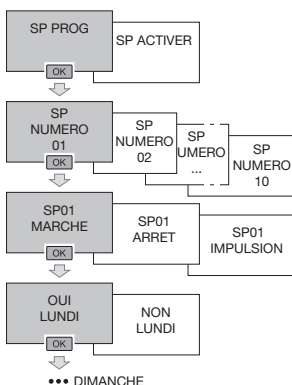 SP PROG
SP ACTIVER
OK
SP
NUMERO
01
SP
NUMERO
02
SP
UMERO
...
SP
NUMERO
10
OK
SP01
MARCHE
SP01
ARRET
SP01
IMPULSION
OK
OUI
LUNDI
NON
LUNDI
OK
••• DIMANCHE